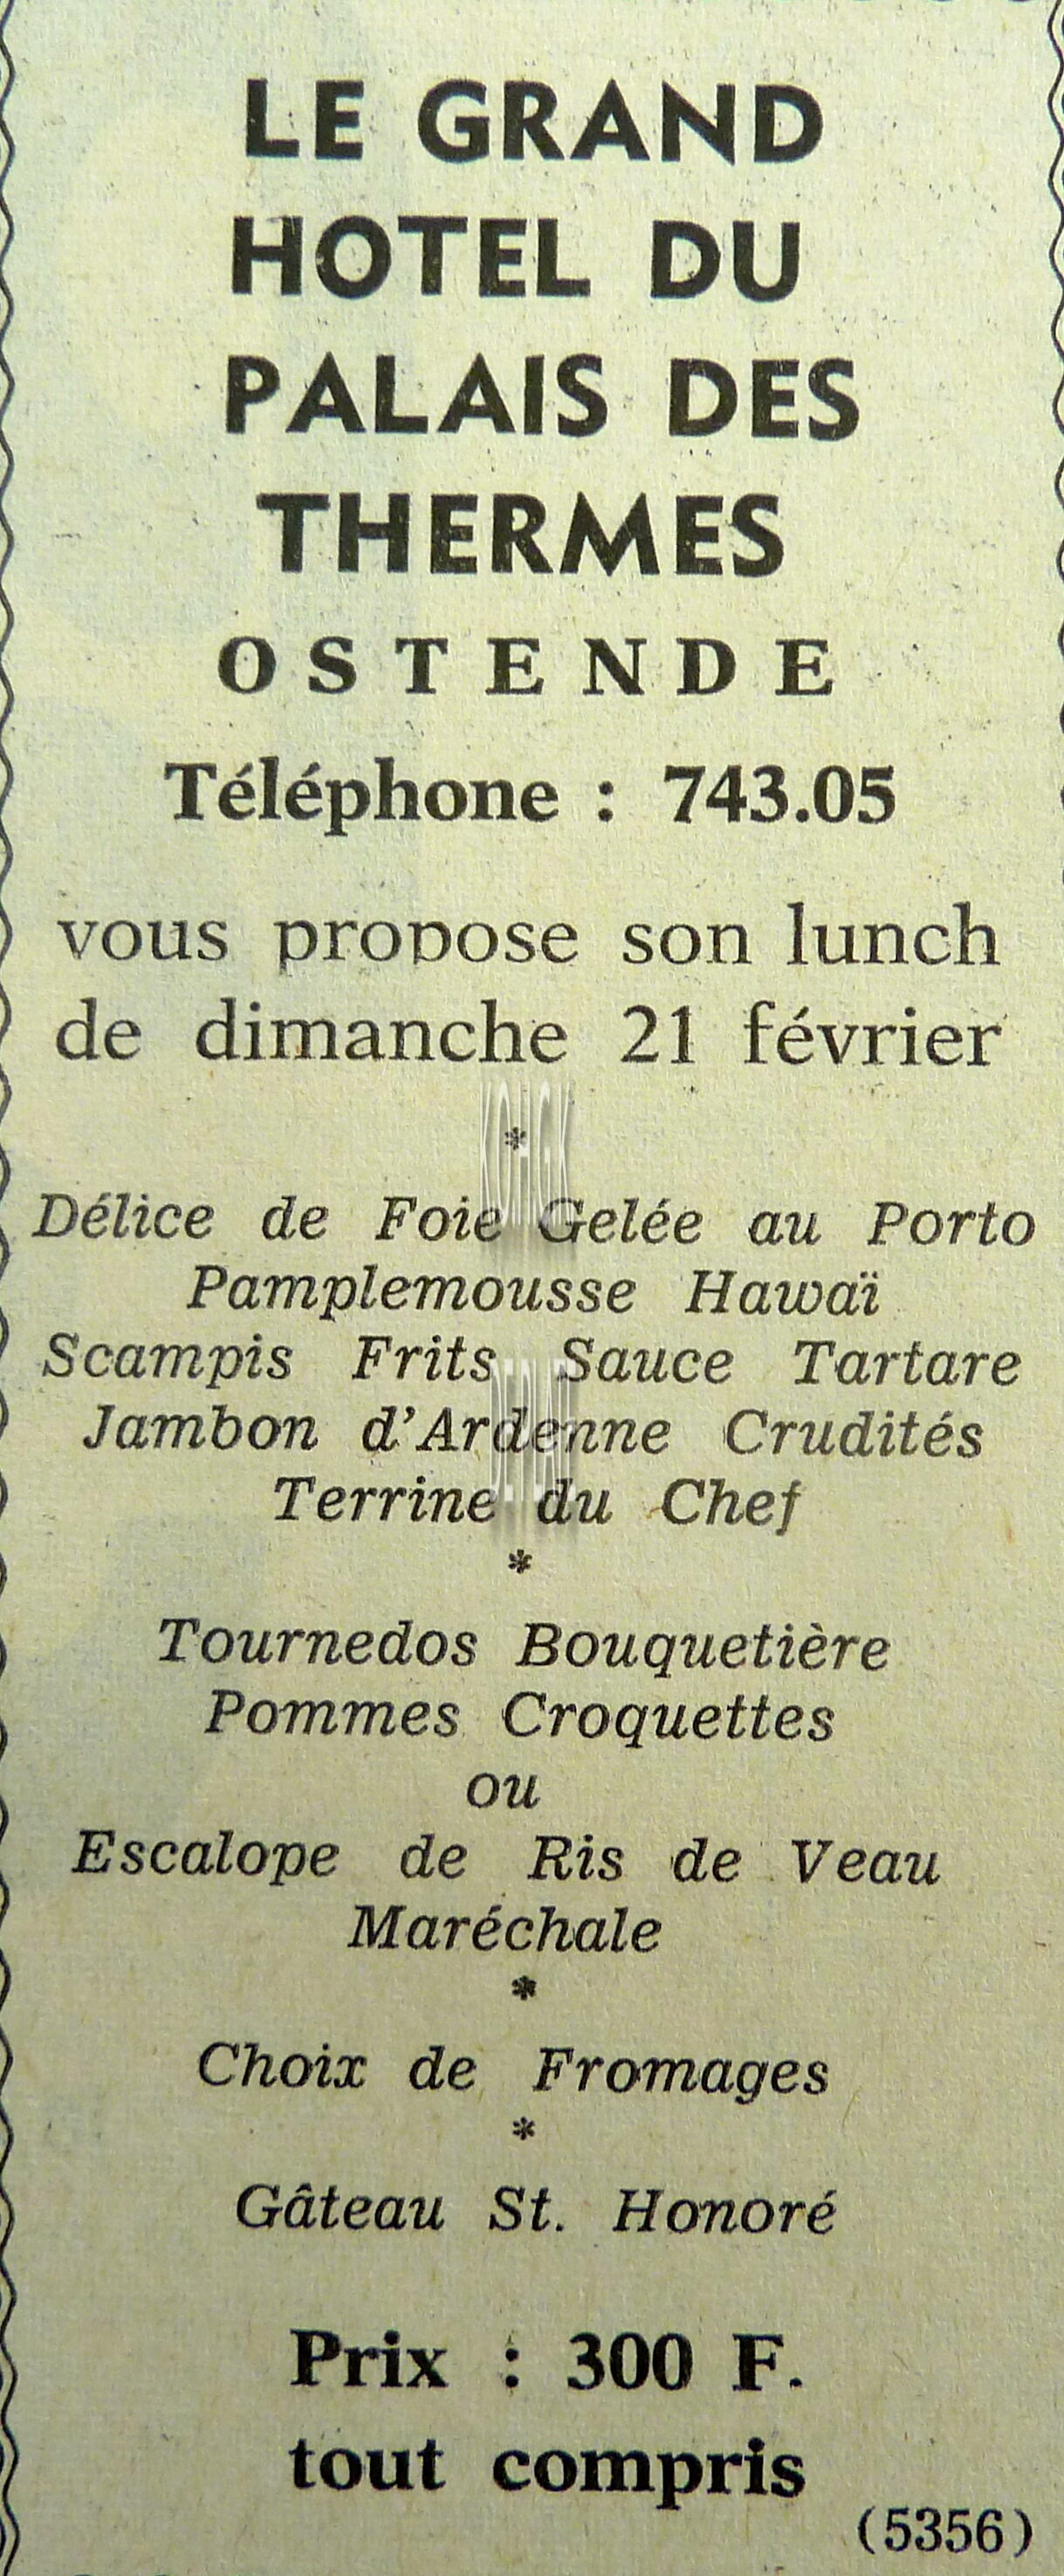 LE GRAND
HOTEL DU
PALAIS DES
THERMES
OSTENDE
Téléphone : 743.05
vous propose son lunch
de dimanche 21 février
*
Délice de Foie Gelée au Porto
Pamplemousse Hawaï
Scampis Frits Sauce Tartare
Jambon d'Ardenne Crudités
Terrine du Chef
*
Tournedos Bouquetière
Pommes Croquettes
ou
Escalope de Ris de Veau
Maréchale
*
Choix de Fromages
*
Gâteau St. Honoré
Prix : 300 F.
tout compris
(5356)